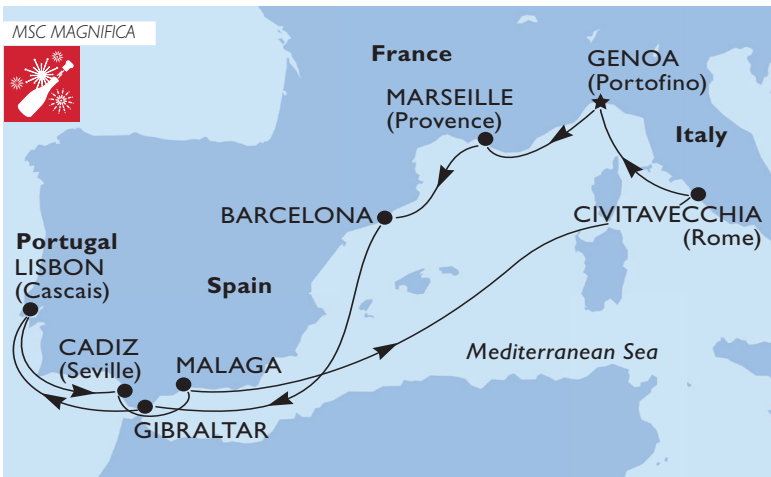 MSC MAGNIFICA
France
GENOA
(Portofino)
MARSEILLE
(Provence)
Italy
BARCELONA
CIVITAVECCHIA
(Rome)
Portugal
LISBON
(Cascais)
Spain
CADIZ
(Seville)
MALAGA
Mediterranean Sea
GIBRALTAR